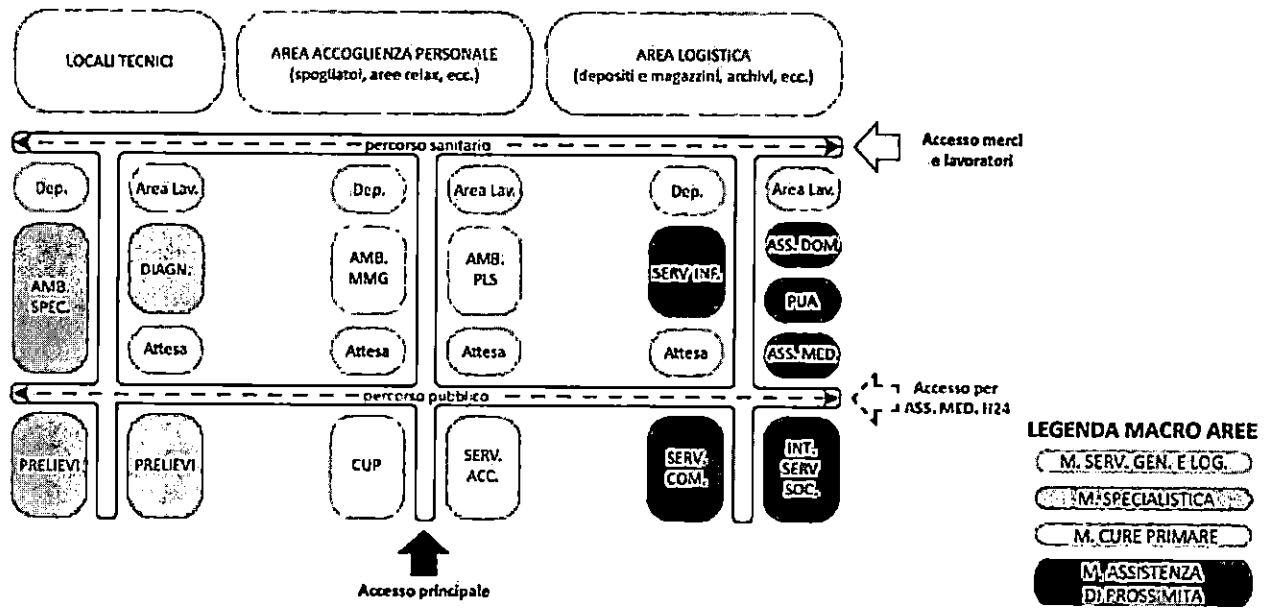 LOCALI TECNICI
AREA ACCOGLIENZA PERSONALE
(spogliatoi, aree relax, ecc.)
AREA LOGISTICA
(depositi e magazzini, archivi, ecc.)
percorso sanitario
Accesso merci
e lavoratori
Dep.
Area Lav.
Dep.
Area Lav.
Dep.
Area Lav.
AMB.
SPEC.
DIAGN.
AMB.
MMG
AMB.
PLS
SERV INF.
ASS. DOM.
PUA
Attesa
Attesa
Attesa
Attesa
ASS. MED.
percorso pubblico
Accesso per
ASS. MED. H24
PRELIEVI
PRELIEVI
CUP
SERV.
ACC.
SERV.
COM.
INT.
SERV
SOC.
Accesso principale
LEGENDA MACRO AREE
M. SERV. GEN. E LOG.
M. SPECIALISTICA
M. CURE PRIMARE
M. ASSISTENZA
DI PROSSIMITA